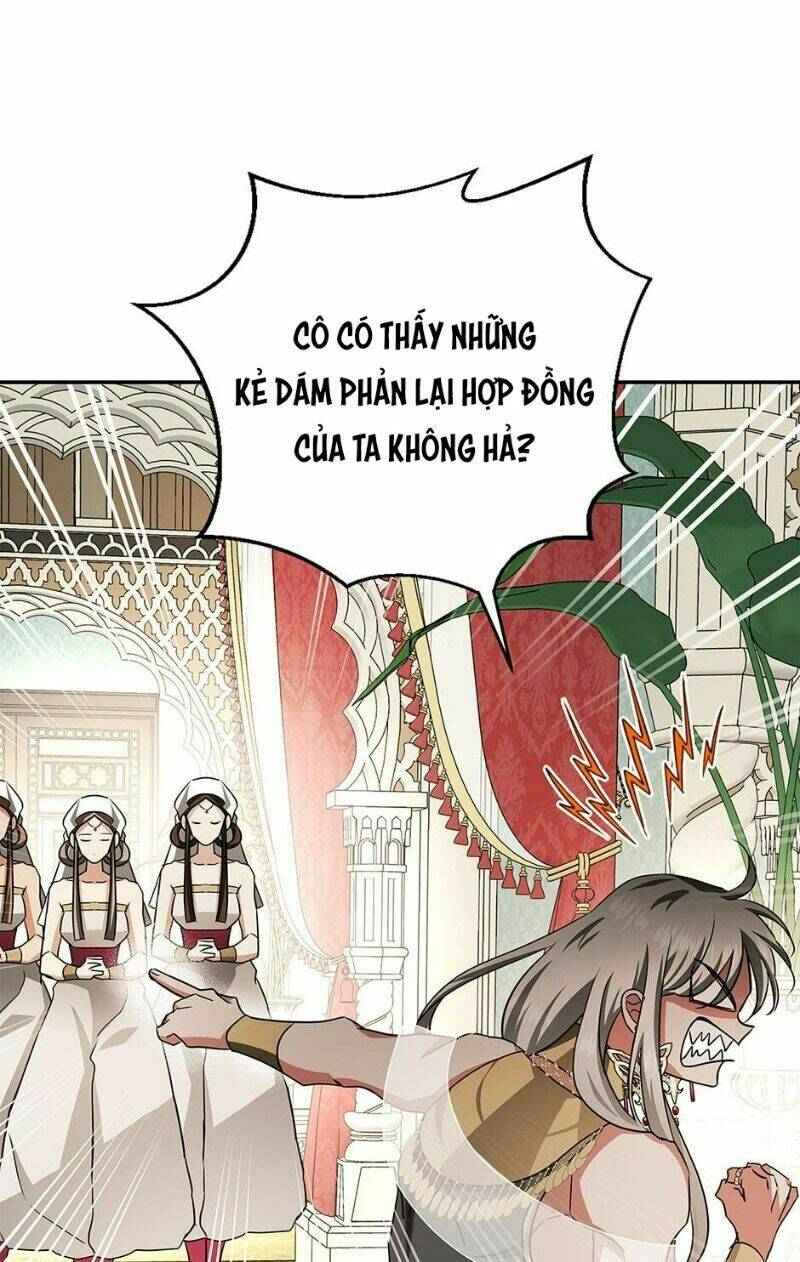 CÔ CÓ THẤY NHỮNG
KẺ DÁM PHẢN LẠI HỢP ĐỒNG
CỦA TA KHÔNG HẢ?